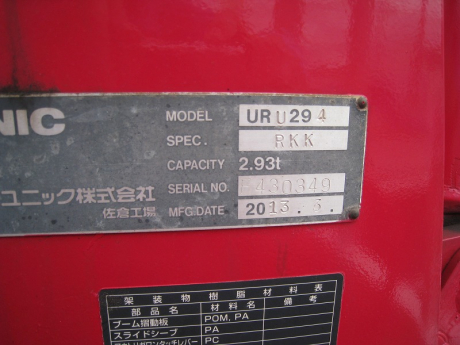 NIC
MODEL URU294
SPEC. RKK
CAPACITY 2.93t
ユニック株式会社
SERIAL NO. 430349
佐倉工場
MFG.DATE 2013.
架装物樹脂材料表
部品名 材料名 備考
ブーム摺動板 POM, PA
スライドシーブ PA
PC